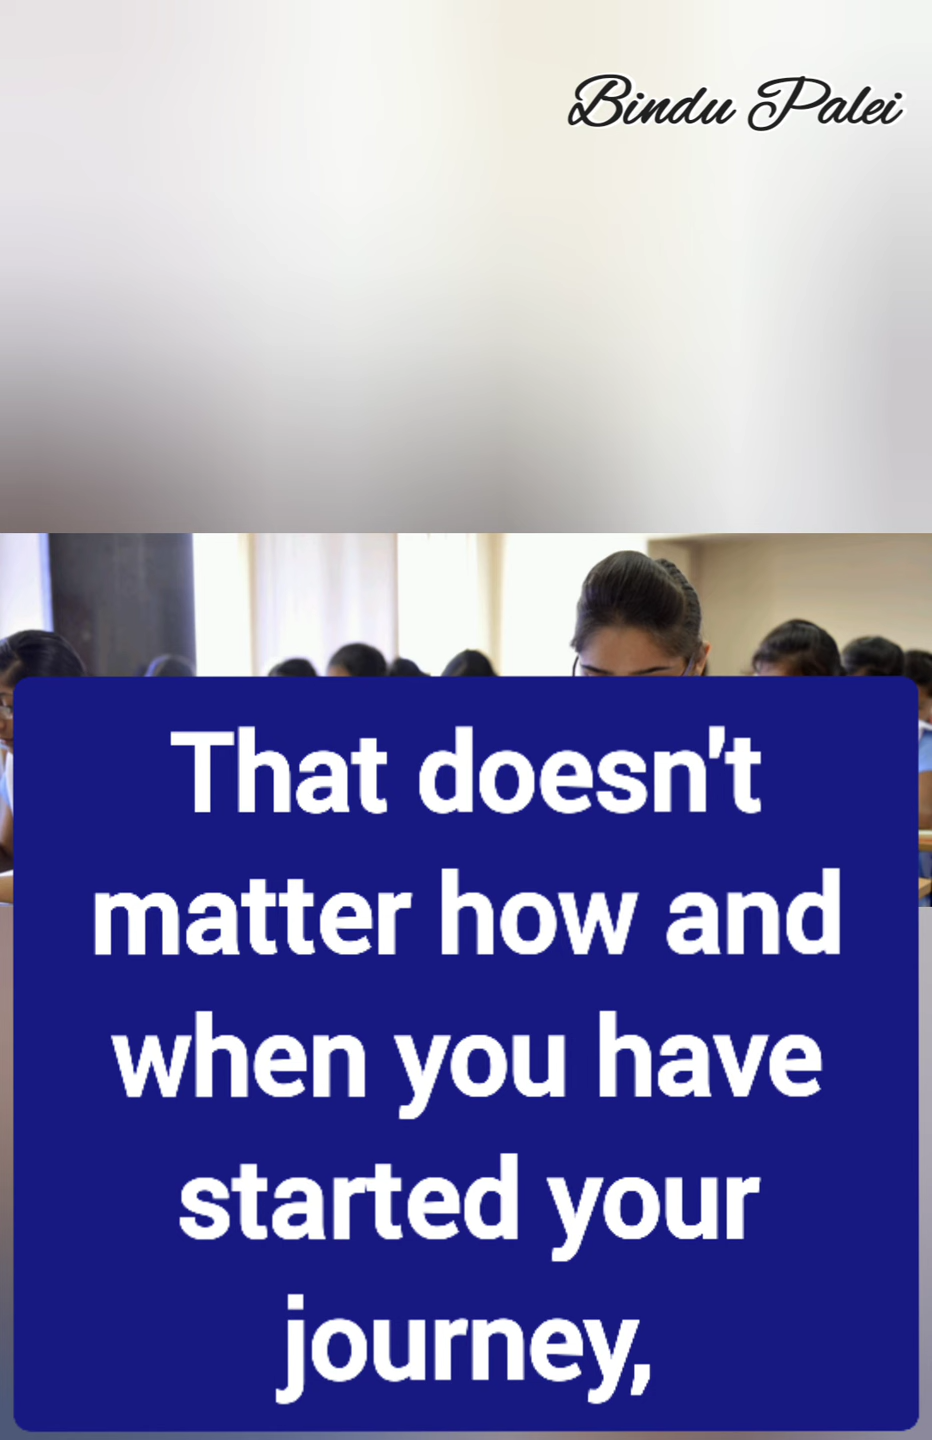 Bindu Palei
That doesn't
matter how and
when you have
started your
journey,